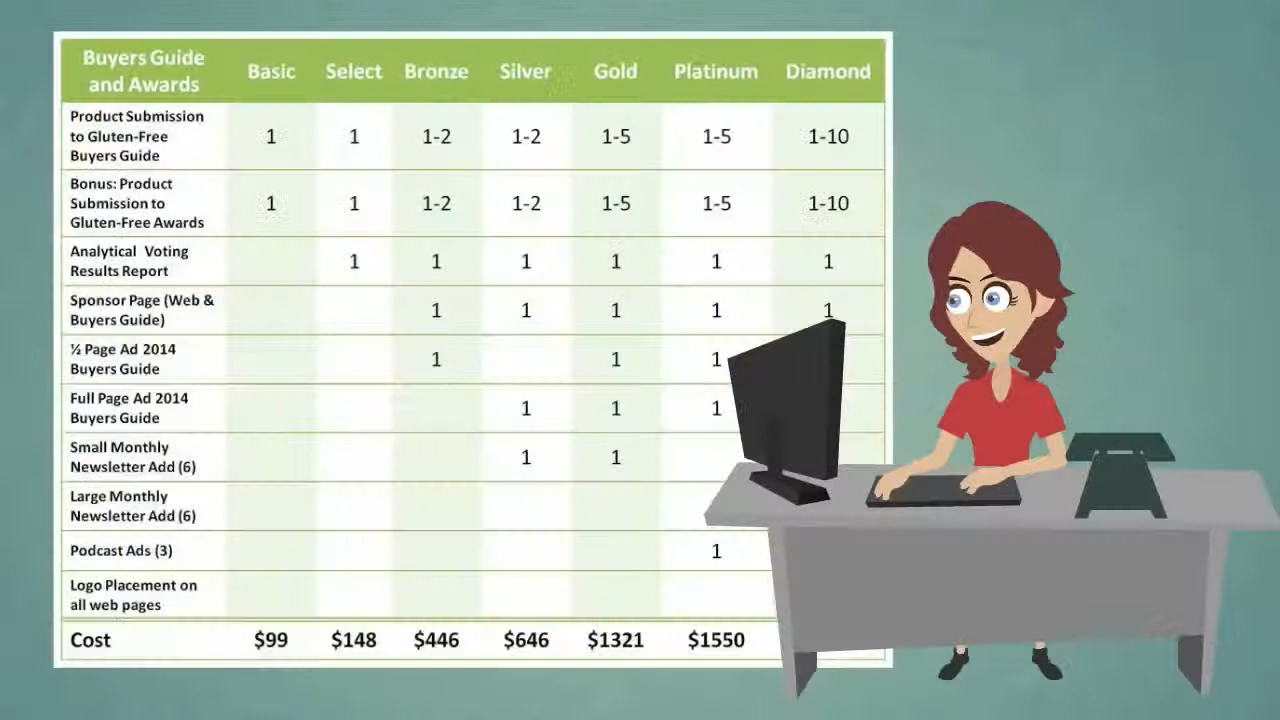 Buyers Guide
and Awards
Basic Select Bronze Silver Gold Platinum Diamond
Product Submission
to Gluten-Free
Buyers Guide
1 1 1-2 1-2 1-5 1-5 1-10
Bonus: Product
Submission to
Gluten-Free Awards
1 1 1-2 1-2 1-5 1-5 1-10
Analytical Voting
Results Report
1 1 1 1 1 1
Sponsor Page (Web &
Buyers Guide)
1 1 1 1 1
½ Page Ad 2014
Buyers Guide
1 1 1
Full Page Ad 2014
Buyers Guide
1 1 1
Small Monthly
Newsletter Add (6)
1 1
Large Monthly
Newsletter Add (6)
Podcast Ads (3)
1
Logo Placement on
all web pages
Cost $99 $148 $446 $646 $1321 $1550